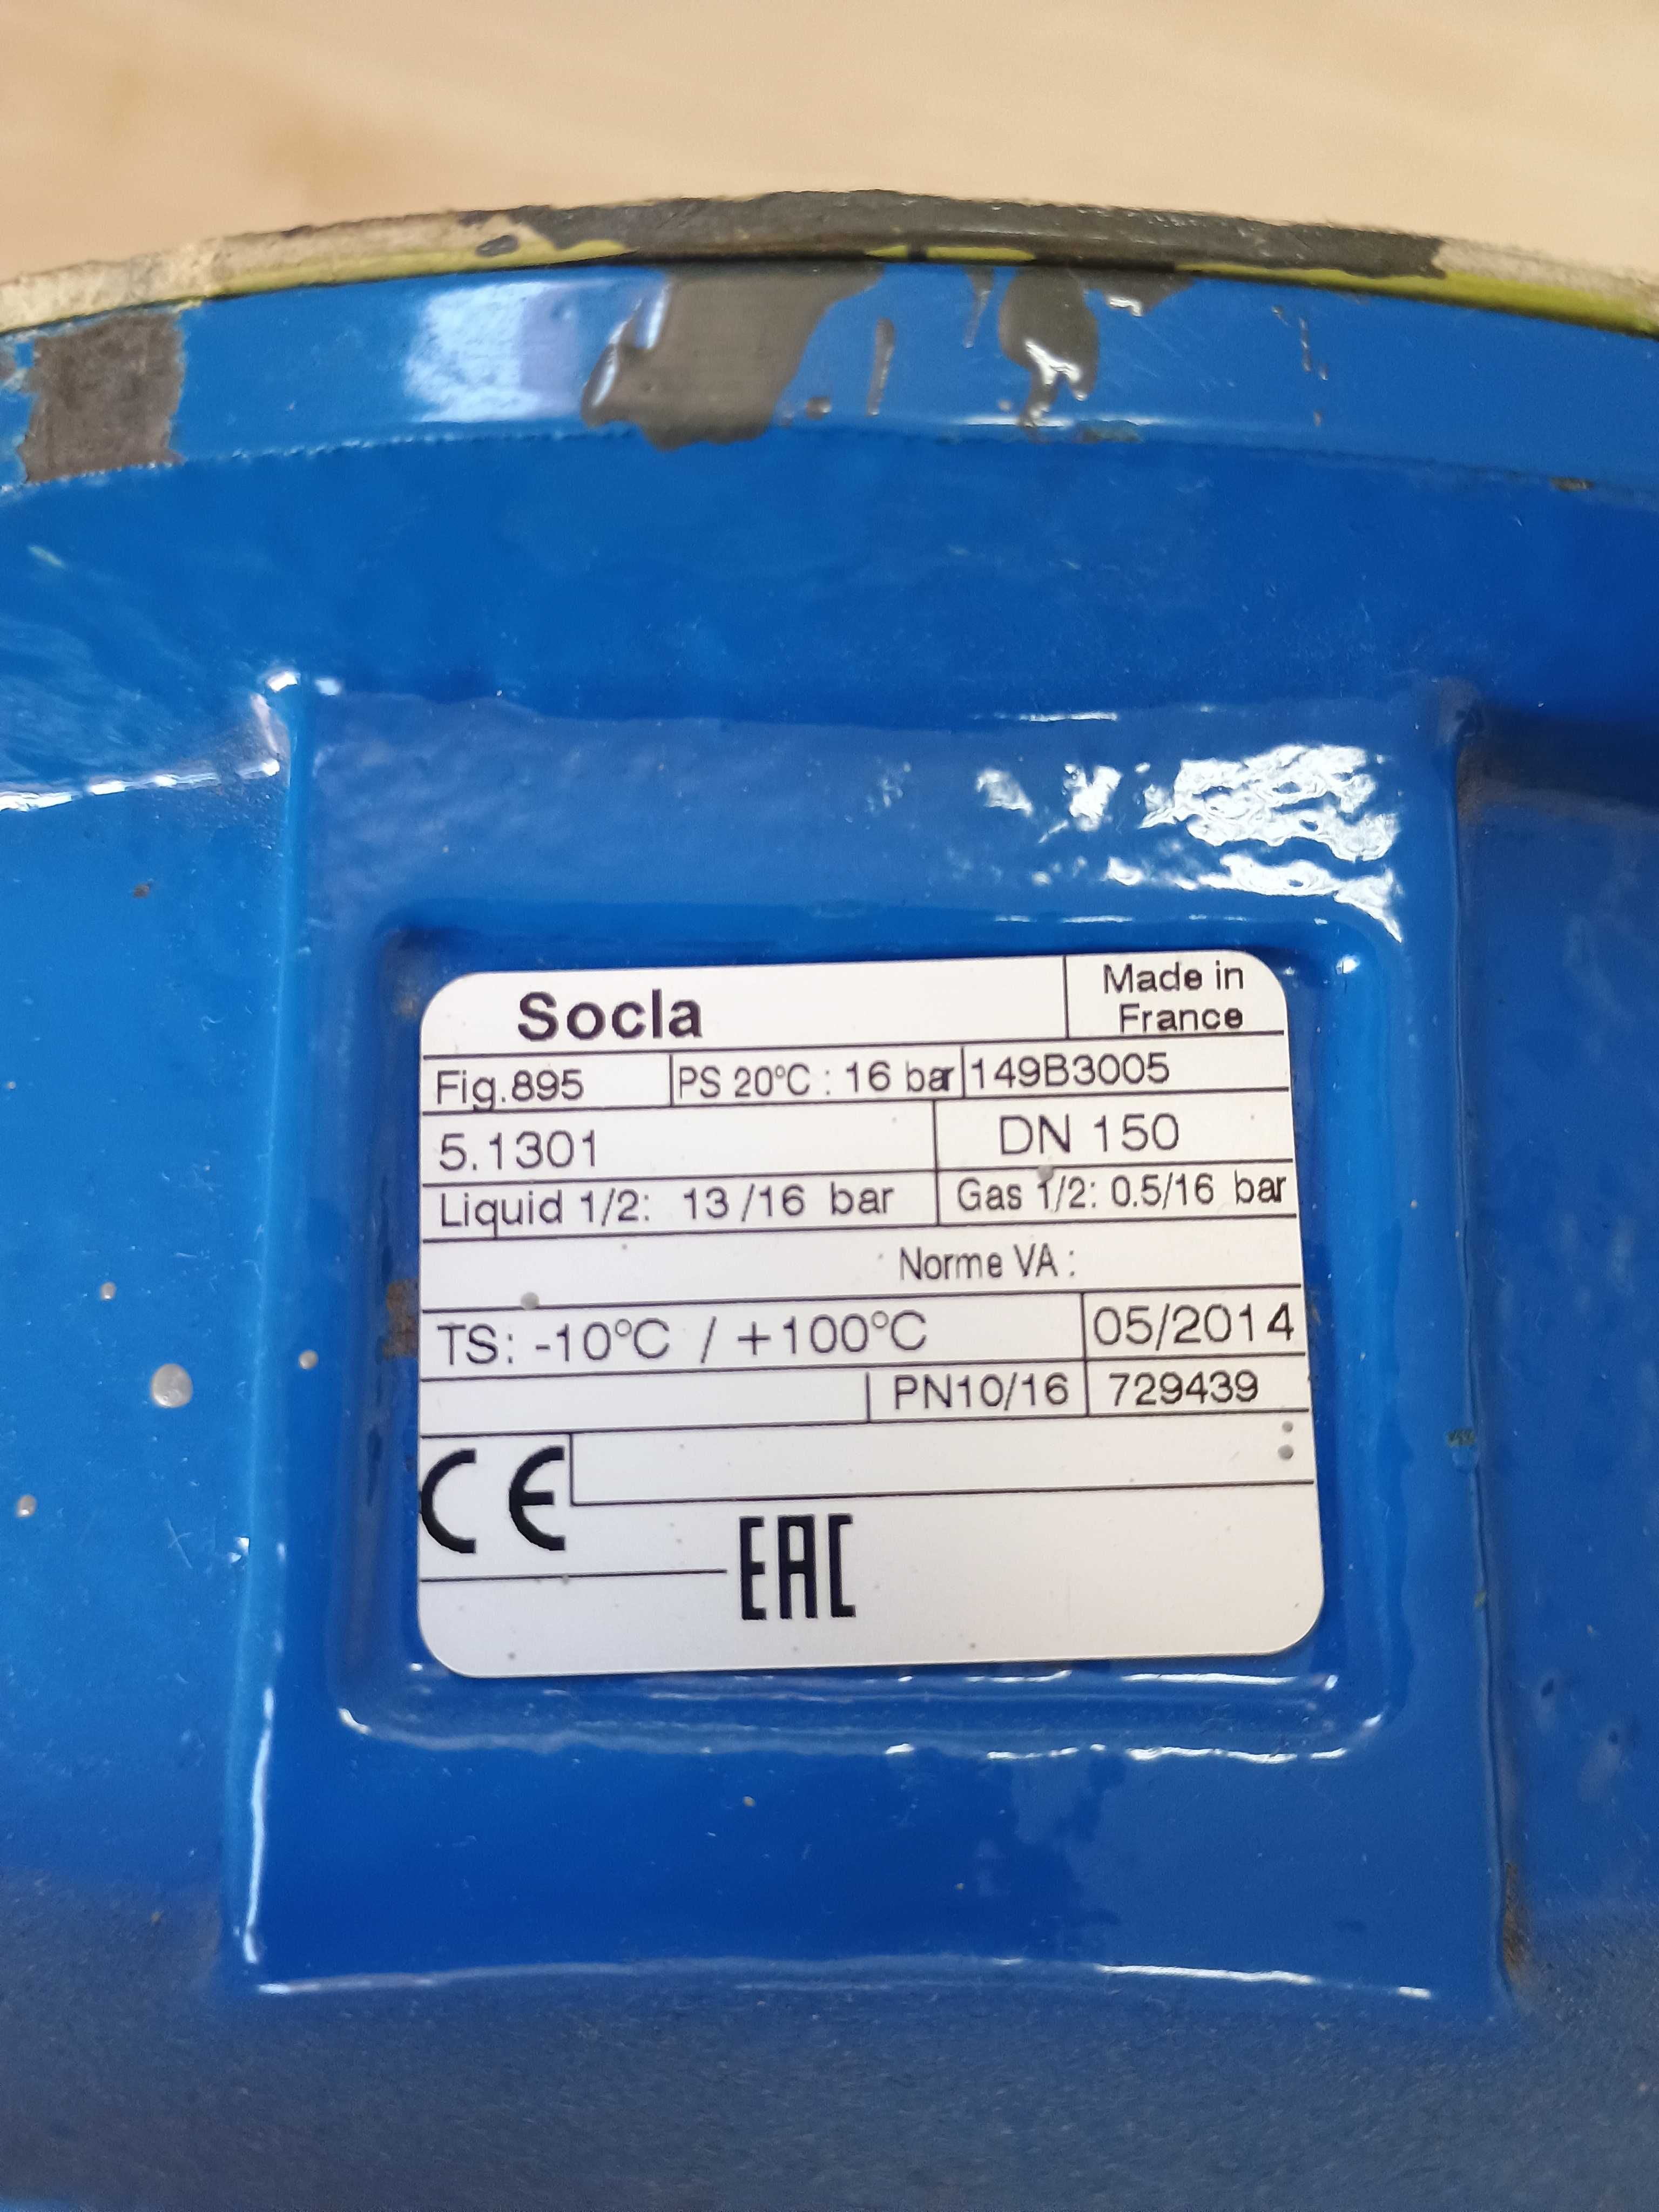 Socla
Made in
France
Fig.895 PS 20°C : 16 bar 149B3005
5.1301 DN 150
Liquid 1/2: 13/16 bar Gas 1/2: 0.5/16 bar
Norme VA :
TS: -10°C / +100°C 05/2014
PN10/16 729439
CE
EAC